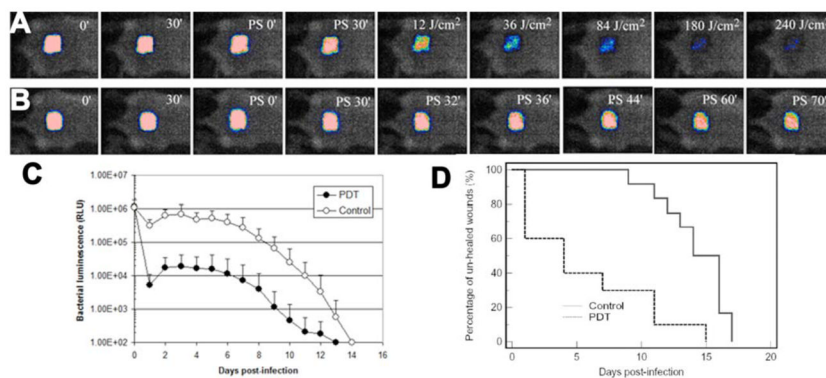 A
0'
30'
PS 0'
PS 30'
12 J/cm²
36 J/cm²
84 J/cm²
180 J/cm²
240 J/cm²
B
0'
30'
PS 0'
PS 30'
PS 32'
PS 36'
PS 44'
PS 60'
PS 70'
C
Bacterial luminescence (RLU)
1.00E+07
1.00E+06
1.00E+05
1.00E+04
1.00E+03
1.00E+02
PDT
Control
0 2 4 6 8 10 12 14 16
Days post-infection
D
Percentage of un-healed wounds (%)
100
80
60
40
20
0
Control
PDT
0 5 10 15 20
Days post-infection